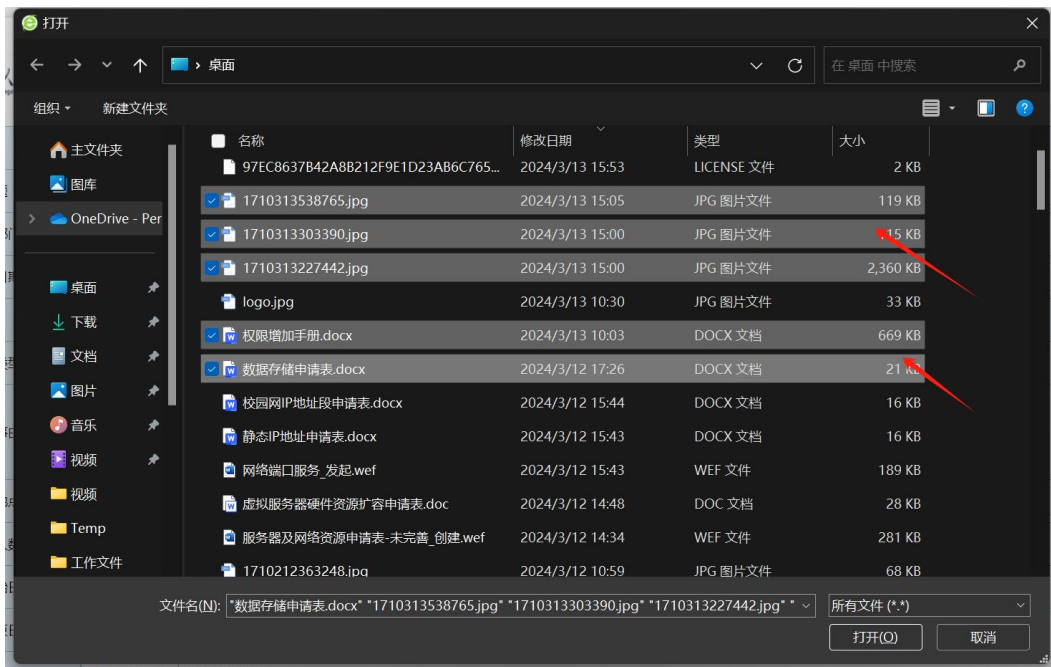 打开
桌面
在 桌面 中搜索
组织
新建文件夹
主文件夹
图库
OneDrive - Per
桌面
下载
文档
图片
音乐
视频
视频
Temp
工作文件
名称 修改日期 类型 大小
97EC8637B42A8B212F9E1D23AB6C765... 2024/3/13 15:53 LICENSE 文件 2 KB
1710313538765.jpg 2024/3/13 15:05 JPG 图片文件 119 KB
1710313303390.jpg 2024/3/13 15:00 JPG 图片文件 15 KB
1710313227442.jpg 2024/3/13 15:00 JPG 图片文件 2,360 KB
logo.jpg 2024/3/13 10:30 JPG 图片文件 33 KB
权限增加手册.docx 2024/3/13 10:03 DOCX 文档 669 KB
数据存储申请表.docx 2024/3/12 17:26 DOCX 文档 21 KB
校园网IP地址段申请表.docx 2024/3/12 15:44 DOCX 文档 16 KB
静态IP地址申请表.docx 2024/3/12 15:43 DOCX 文档 16 KB
网络端口服务_发起.wef 2024/3/12 15:43 WEF 文件 189 KB
虚拟服务器硬件资源扩容申请表.doc 2024/3/12 14:48 DOC 文档 28 KB
服务器及网络资源申请表-未完善_创建.wef 2024/3/12 14:34 WEF 文件 281 KB
1710212363248.jpg 2024/3/12 10:59 JPG 图片文件 68 KB
文件名(N): "数据存储申请表.docx" "1710313538765.jpg" "1710313303390.jpg" "1710313227442.jpg" " 所有文件 (*.*)
打开(O) 取消